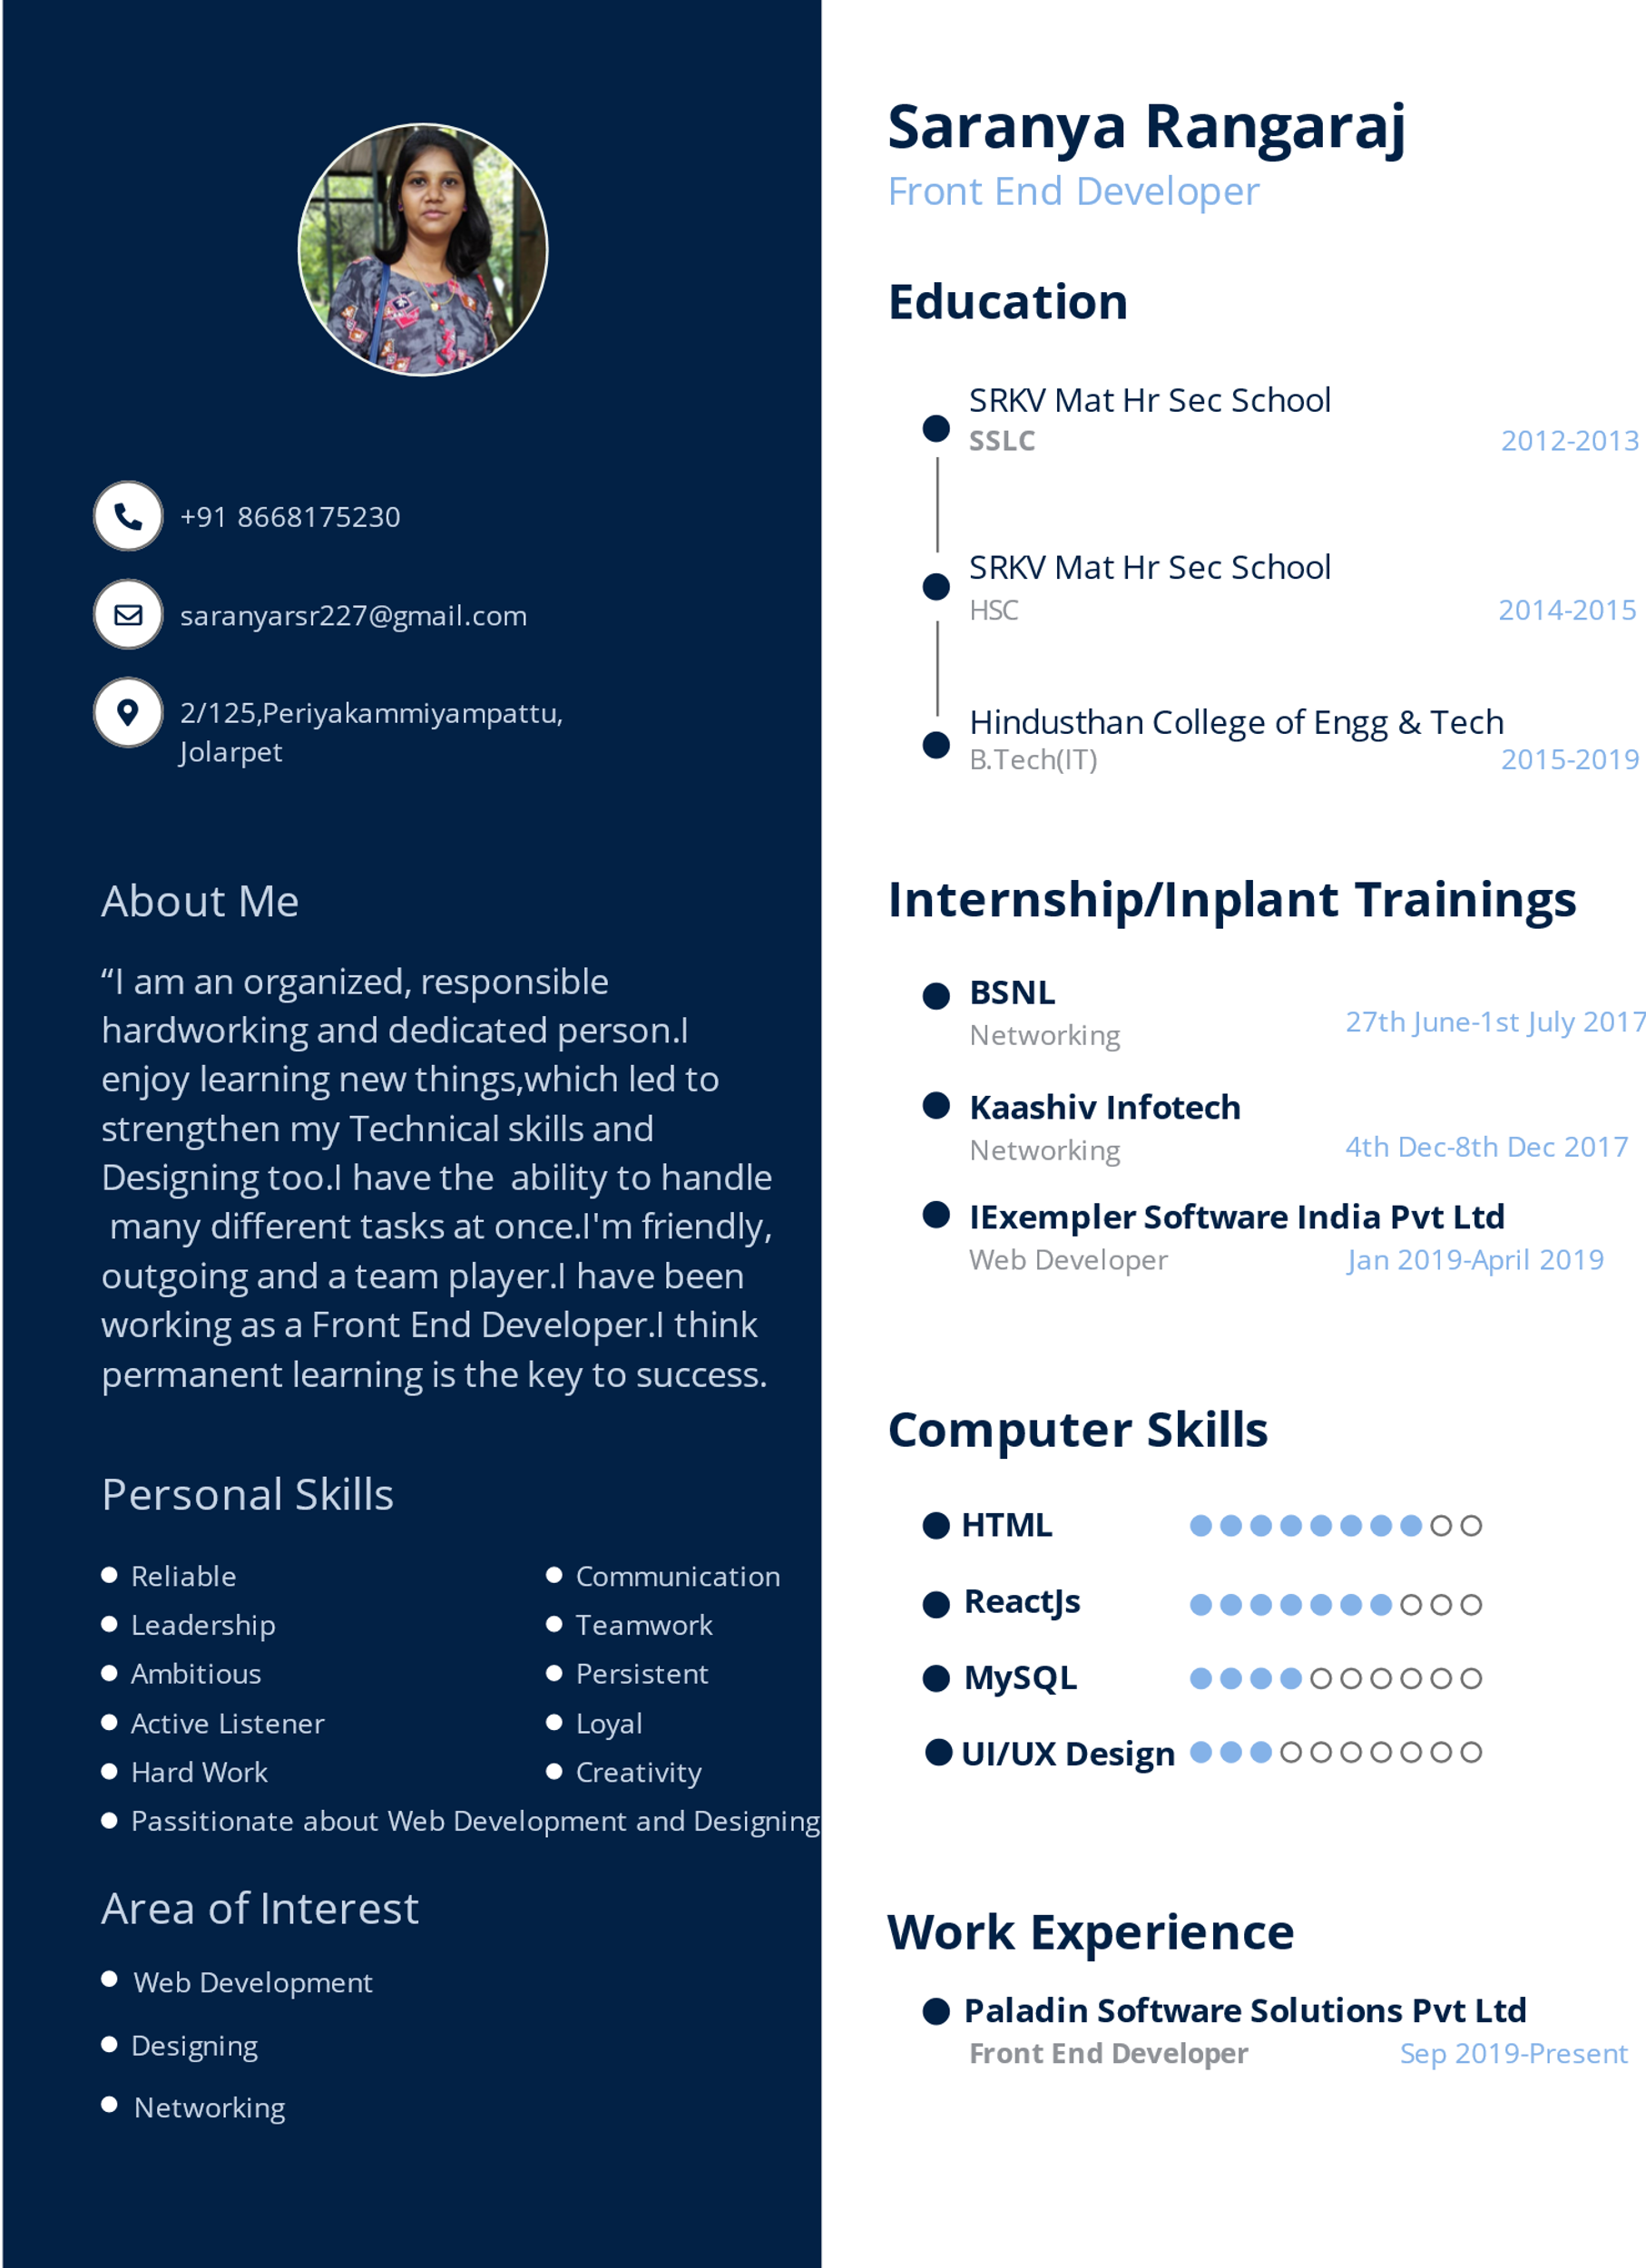 +91 8668175230
saranyarsr227@gmail.com
2/125,Periyakammiyampattu,
Jolarpet
About Me
“I am an organized, responsible
hardworking and dedicated person.I
enjoy learning new things,which led to
strengthen my Technical skills and
Designing too.I have the  ability to handle
many different tasks at once.I'm friendly,
outgoing and a team player.I have been
working as a Front End Developer.I think
permanent learning is the key to success.
Personal Skills
Reliable
Leadership
Ambitious
Active Listener
Hard Work
Communication
Teamwork
Persistent
Loyal
Creativity
Passitionate about Web Development and Designing
Area of Interest
Web Development
Designing
Networking
Saranya Rangaraj
Front End Developer
Education
SRKV Mat Hr Sec School
SSLC 2012-2013
SRKV Mat Hr Sec School
HSC 2014-2015
Hindusthan College of Engg & Tech
B.Tech(IT) 2015-2019
Internship/Inplant Trainings
BSNL
Networking 27th June-1st July 2017
Kaashiv Infotech
Networking 4th Dec-8th Dec 2017
IExempler Software India Pvt Ltd
Web Developer Jan 2019-April 2019
Computer Skills
HTML
ReactJs
MySQL
UI/UX Design
Work Experience
Paladin Software Solutions Pvt Ltd
Front End Developer Sep 2019-Present